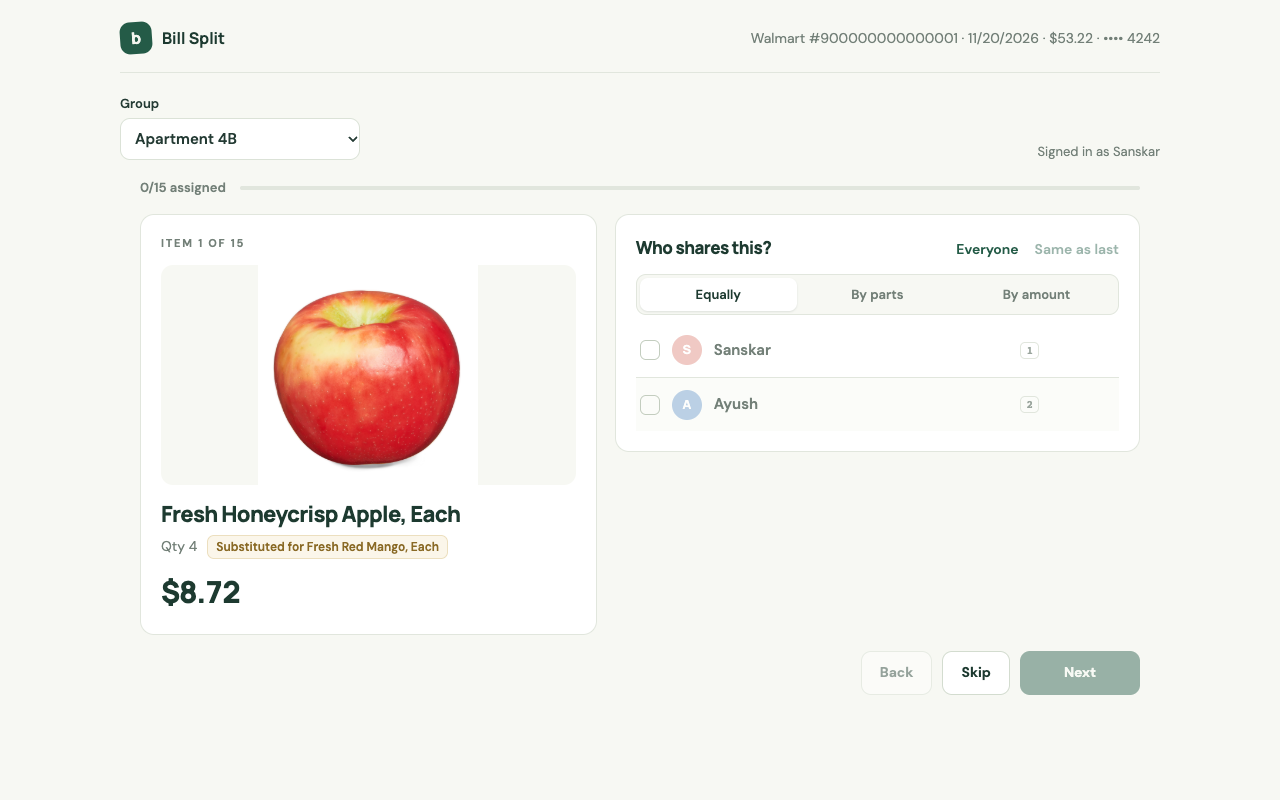 b Bill Split
Walmart #900000000000001 · 11/20/2026 · $53.22 · •••• 4242
Group
Apartment 4B
Signed in as Sanskar
0/15 assigned
ITEM 1 OF 15
Fresh Honeycrisp Apple, Each
Qty 4 Substituted for Fresh Red Mango, Each
$8.72
Who shares this? Everyone Same as last
Equally By parts By amount
S Sanskar 1
A Ayush 2
Back Skip Next